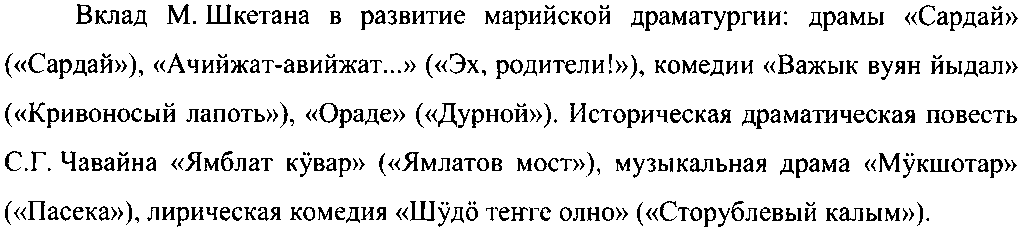 Вклад М. Шкетана в развитие марийской драматургии: драмы «Сардай»
(«Сардай»), «Ачийжат-авийжат...» («Эх, родители!»), комедии «Важык вуян йыдал»
(«Кривоносый лапоть»), «Ораде» («Дурной»). Историческая драматическая повесть
С.Г. Чавайна «Ямблат кӱвар» («Ямлатов мост»), музыкальная драма «Мӱкшотар»
(«Пасека»), лирическая комедия «Шӱдӧ теҥге олно» («Сторублевый калым»).